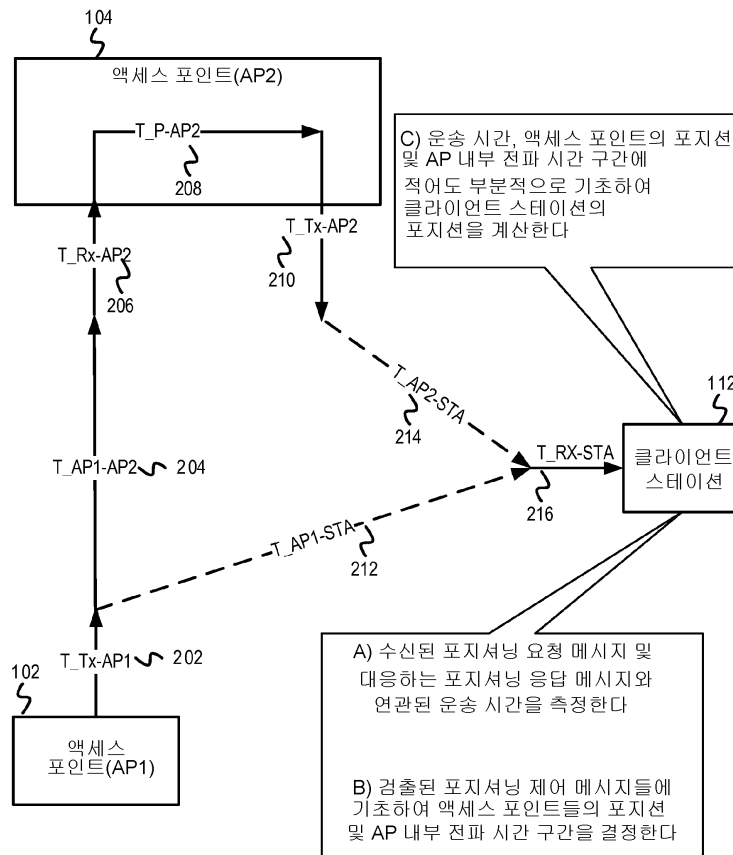 104
액세스 포인트(AP2)
T_P-AP2
208
T_Rx-AP2
206
T_Tx-AP2
210
C) 운송 시간, 액세스 포인트의 포지션
및 AP 내부 전파 시간 구간에
적어도 부분적으로 기초하여
클라이언트 스테이션의
포지션을 계산한다
T_AP2-STA
214
112
T_RX-STA
216
클라이언트
스테이션
T_AP1-AP2
204
T_AP1-STA
212
T_Tx-AP1
202
102
액세스
포인트(AP1)
A) 수신된 포지셔닝 요청 메시지 및
대응하는 포지셔닝 응답 메시지와
연관된 운송 시간을 측정한다
B) 검출된 포지셔닝 제어 메시지들에
기초하여 액세스 포인트들의 포지션
및 AP 내부 전파 시간 구간을 결정한다